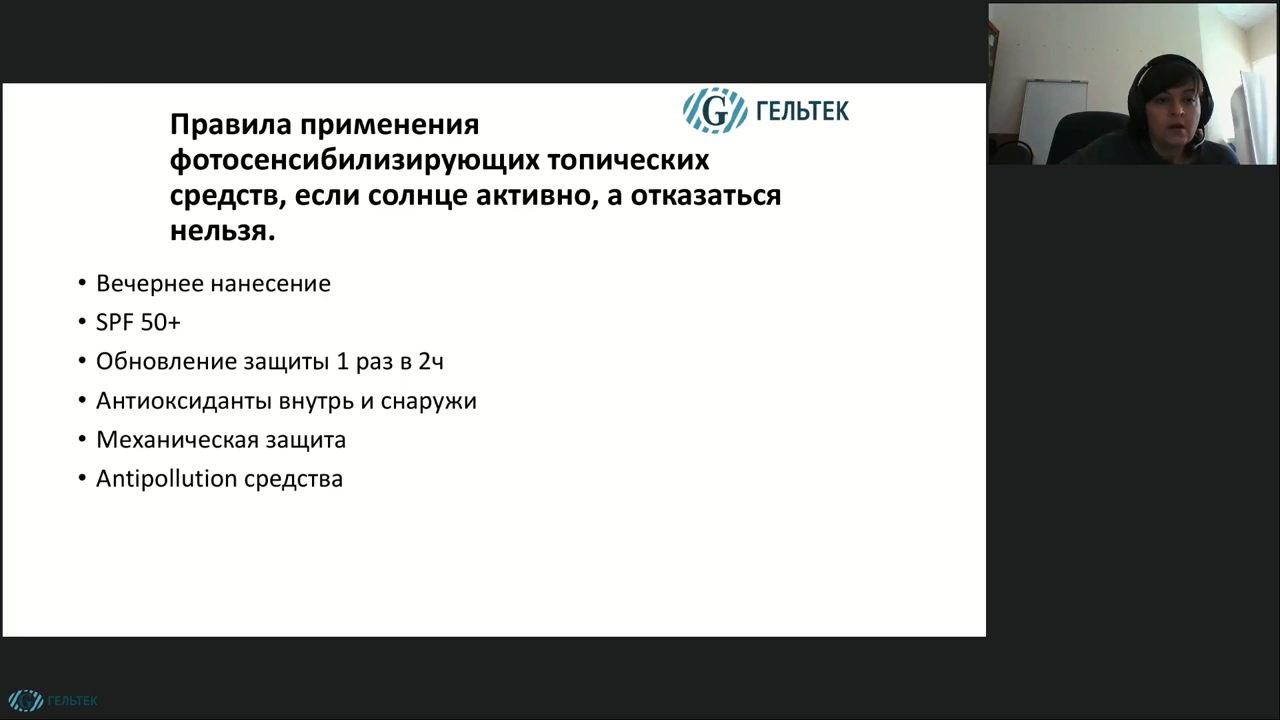 Правила применения
фотосенсибилизирующих топических
средств, если солнце активно, а отказаться
нельзя.
G ГЕЛЬТЕК
• Вечернее нанесение
• SPF 50+
• Обновление защиты 1 раз в 2ч
• Антиоксиданты внутрь и снаружи
• Механическая защита
• Antipollution средства
G ГЕЛЬТЕК